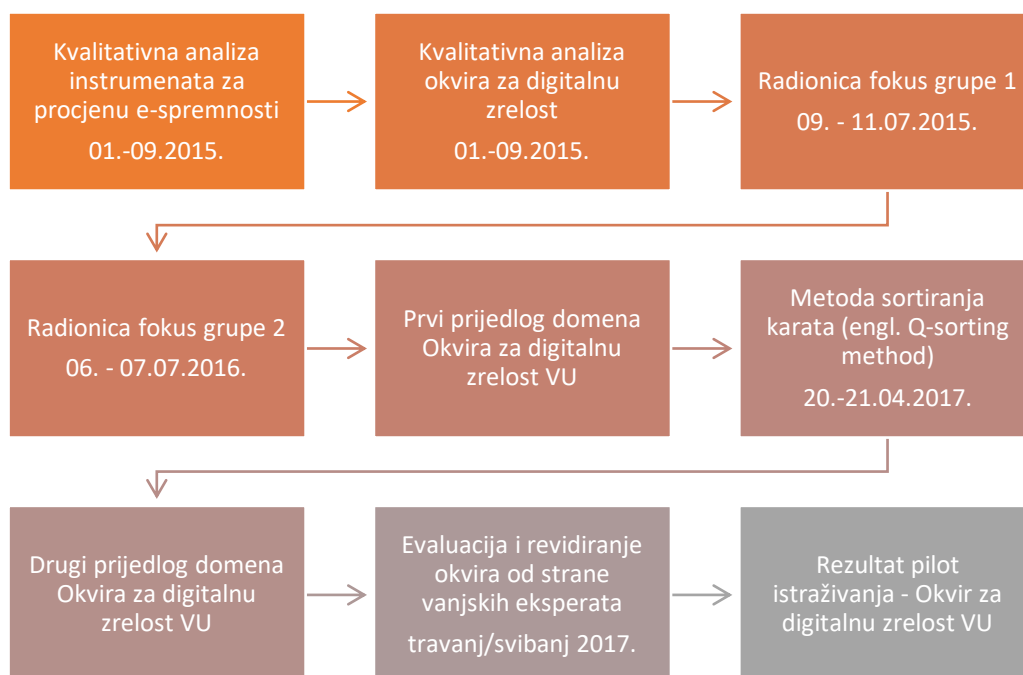 Kvalitativna analiza
instrumenata za
procjenu e-spremnosti
01.-09.2015.
Kvalitativna analiza
okvira za digitalnu
zrelost
01.-09.2015.
Radionica fokus grupe 1
09. - 11.07.2015.
Radionica fokus grupe 2
06. - 07.07.2016.
Prvi prijedlog domena
Okvira za digitalnu
zrelost VU
Metoda sortiranja
karata (engl. Q-sorting
method)
20.-21.04.2017.
Drugi prijedlog domena
Okvira za digitalnu
zrelost VU
Evaluacija i revidiranje
okvira od strane
vanjskih eksperata
travanj/svibanj 2017.
Rezultat pilot
istraživanja - Okvir za
digitalnu zrelost VU